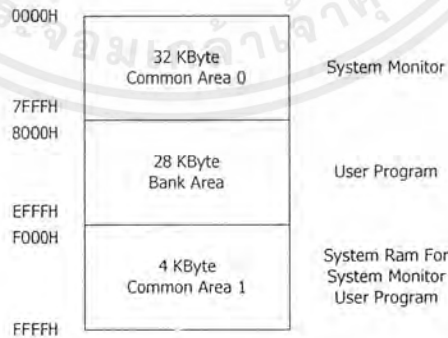 0000H
32 KByte
Common Area 0
System Monitor
7FFFH
8000H
28 KByte
Bank Area
User Program
EFFFH
F000H
4 KByte
Common Area 1
System Ram For
System Monitor
User Program
FFFFH